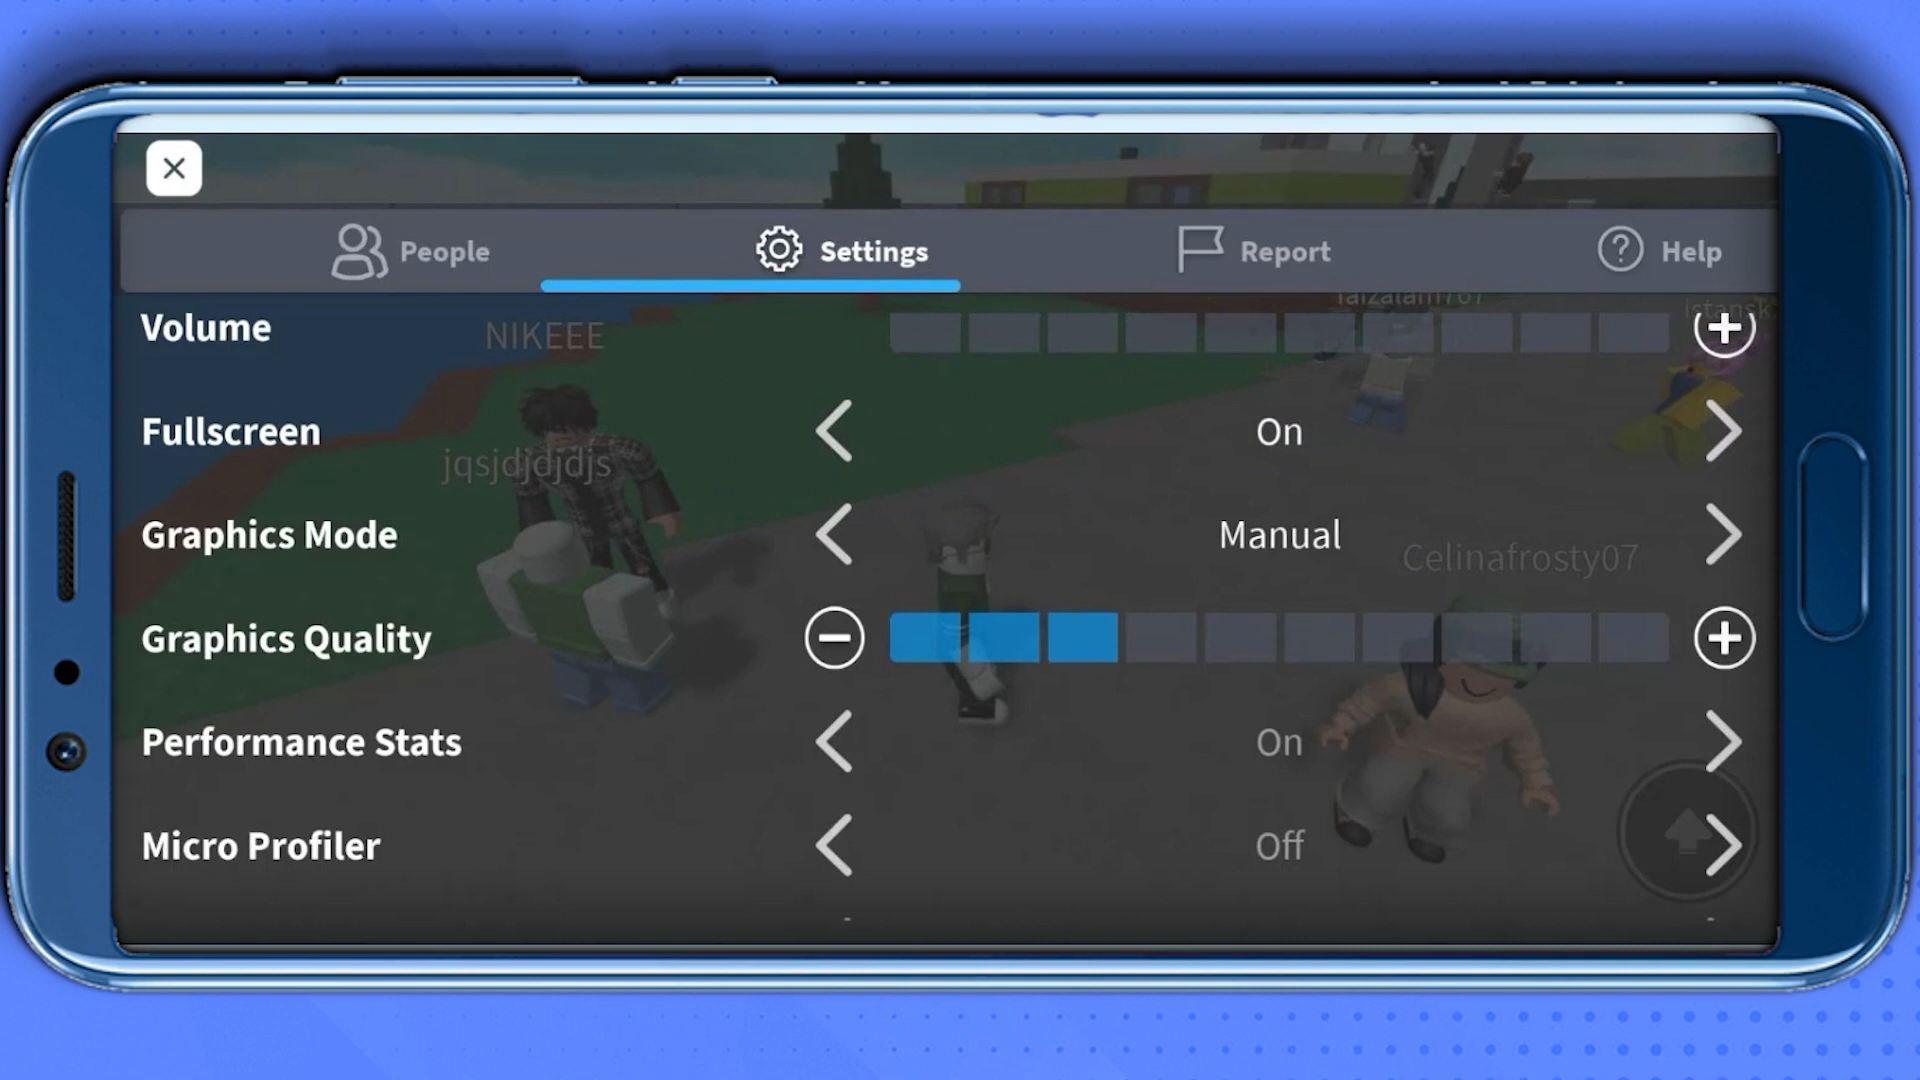 People Settings Report Help
faizalam767
Volume
NIKEEE
Fullscreen On
jqsjdjdjdjs
Graphics Mode Manual
Celinafrosty07
Graphics Quality
Performance Stats On
Micro Profiler Off